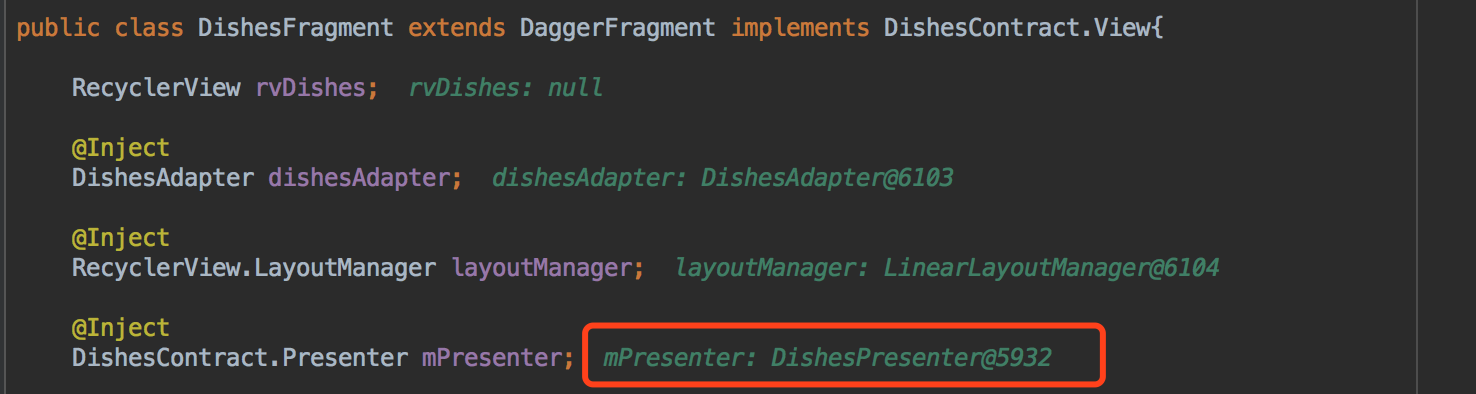 public class DishesFragment extends DaggerFragment implements DishesContract.View{
RecyclerView rvDishes; rvDishes: null
@Inject
DishesAdapter dishesAdapter; dishesAdapter: DishesAdapter@6103
@Inject
RecyclerView.LayoutManager layoutManager; layoutManager: LinearLayoutManager@6104
@Inject
DishesContract.Presenter mPresenter; mPresenter: DishesPresenter@5932